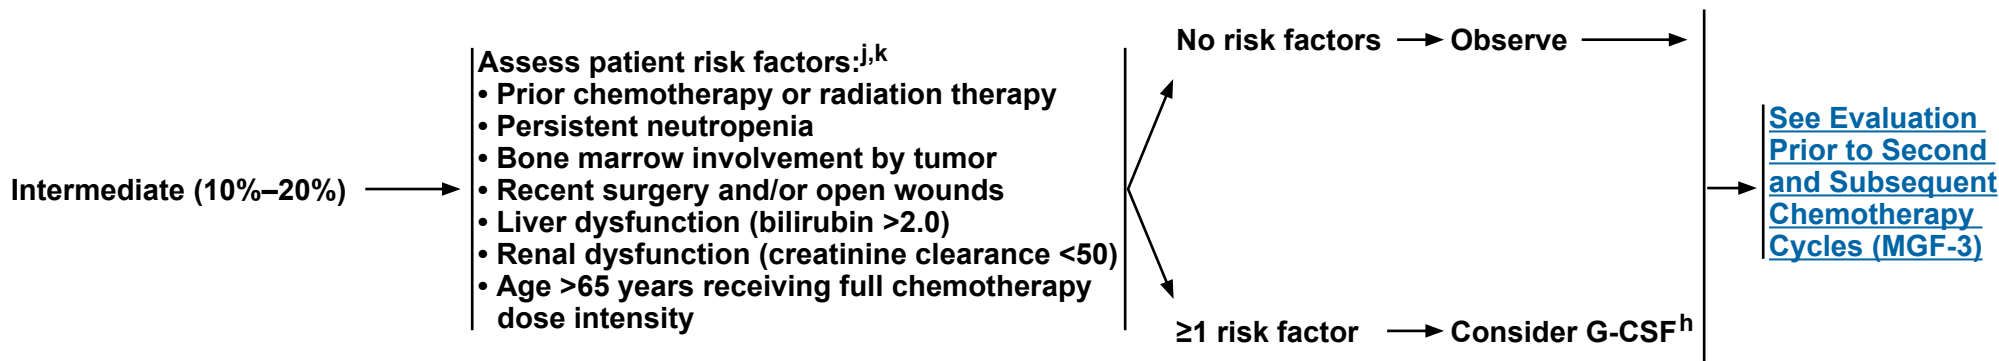 Intermediate (10%–20%)
Assess patient risk factors:j,k
• Prior chemotherapy or radiation therapy
• Persistent neutropenia
• Bone marrow involvement by tumor
• Recent surgery and/or open wounds
• Liver dysfunction (bilirubin >2.0)
• Renal dysfunction (creatinine clearance <50)
• Age >65 years receiving full chemotherapy
dose intensity
No risk factors
Observe
≥1 risk factor
Consider G-CSFh
See Evaluation
Prior to Second
and Subsequent
Chemotherapy
Cycles (MGF-3)